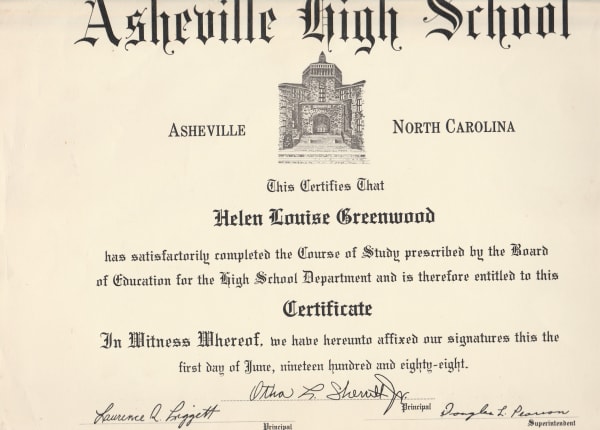 Asheville High School
ASHEVILLE NORTH CAROLINA
This Certifies That
Helen Louise Greenwood
has satisfactorily completed the Course of Study prescribed by the Board
of Education for the High School Department and is therefore entitled to this
Certificate
In Witness Whereof, we have hereunto affixed our signatures this the
first day of June, nineteen hundred and eighty-eight.
Otha L. Sherrill Jr.
Principal
Laurence A. Liggett
Douglas L. Pearson
Principal
Superintendent